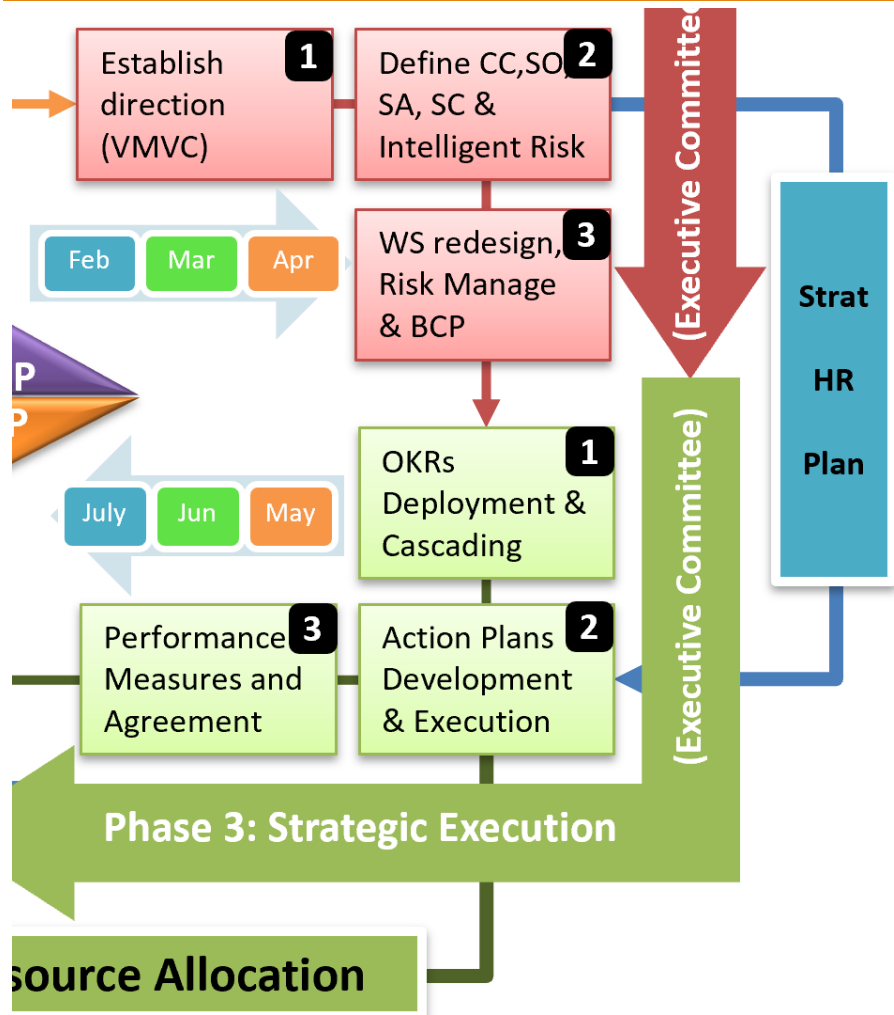 Establish
direction
(VMVC)
1
Define CC,SO,
SA, SC &
Intelligent Risk
2
(Executive Committee
WS redesign,
Risk Manage
& BCP
3
Feb
Mar
Apr
Strat
HR
Plan
P
P
OKRs
Deployment &
Cascading
1
(Executive Committee)
July
Jun
May
Performance
Measures and
Agreement
3
Action Plans
Development
& Execution
2
Phase 3: Strategic Execution
source Allocation